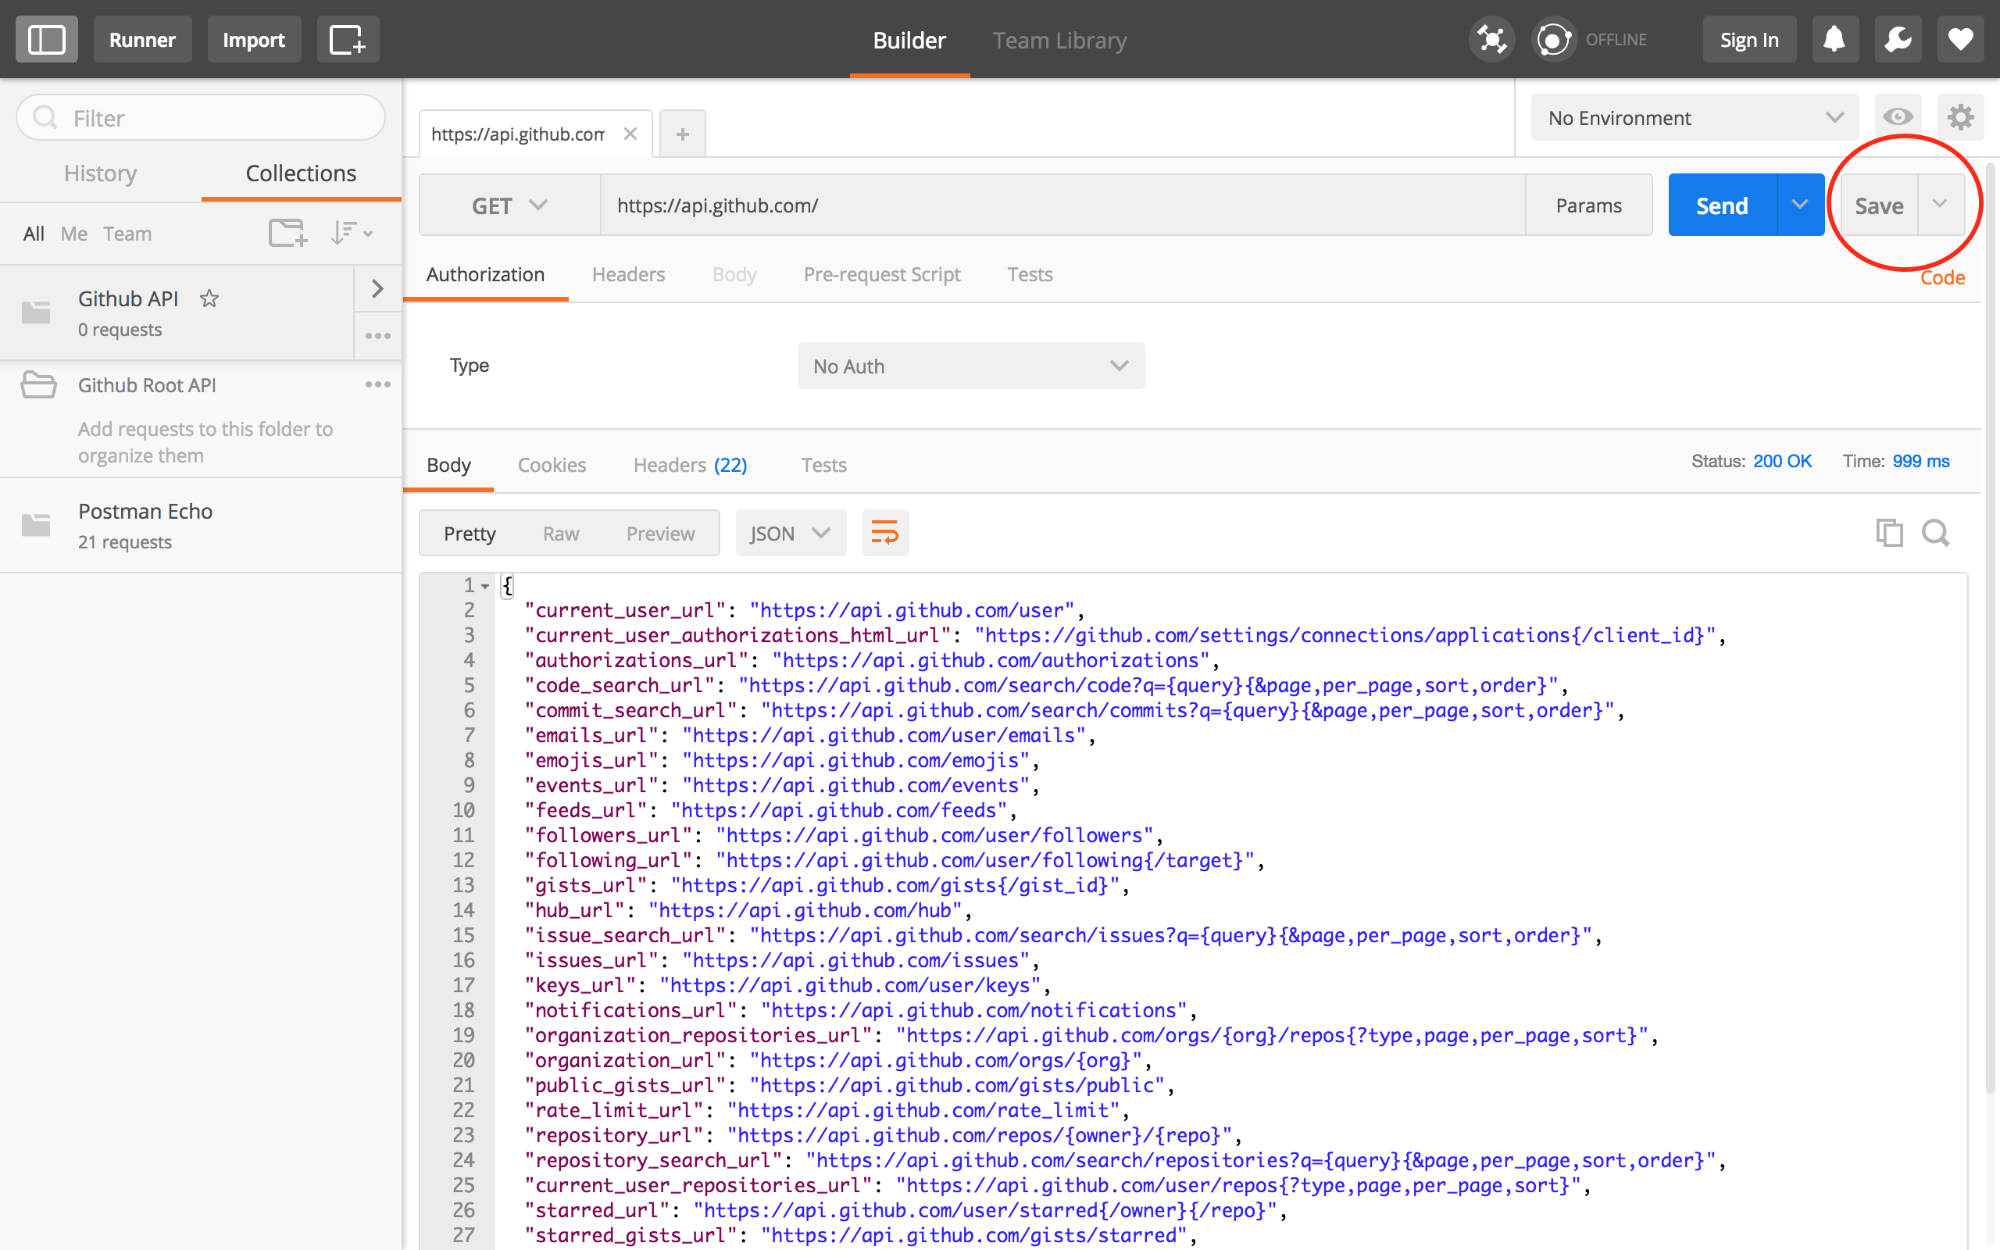 Runner
Import
Builder
Team Library
OFFLINE
Sign In
Filter
History
Collections
All Me Team
Github API
0 requests
Github Root API
Add requests to this folder to
organize them
Postman Echo
21 requests
https://api.github.com
No Environment
GET
https://api.github.com/
Params
Send
Save
Authorization
Headers
Body
Pre-request Script
Tests
Code
Type
No Auth
Body
Cookies
Headers (22)
Tests
Status: 200 OK
Time: 999 ms
Pretty
Raw
Preview
JSON
1 {
2 "current_user_url": "https://api.github.com/user",
3 "current_user_authorizations_html_url": "https://github.com/settings/connections/applications{/client_id}",
4 "authorizations_url": "https://api.github.com/authorizations",
5 "code_search_url": "https://api.github.com/search/code?q={query}{&page,per_page,sort,order}",
6 "commit_search_url": "https://api.github.com/search/commits?q={query}{&page,per_page,sort,order}",
7 "emails_url": "https://api.github.com/user/emails",
8 "emojis_url": "https://api.github.com/emojis",
9 "events_url": "https://api.github.com/events",
10 "feeds_url": "https://api.github.com/feeds",
11 "followers_url": "https://api.github.com/user/followers",
12 "following_url": "https://api.github.com/user/following{/target}",
13 "gists_url": "https://api.github.com/gists{/gist_id}",
14 "hub_url": "https://api.github.com/hub",
15 "issue_search_url": "https://api.github.com/search/issues?q={query}{&page,per_page,sort,order}",
16 "issues_url": "https://api.github.com/issues",
17 "keys_url": "https://api.github.com/user/keys",
18 "notifications_url": "https://api.github.com/notifications",
19 "organization_repositories_url": "https://api.github.com/orgs/{org}/repos{?type,page,per_page,sort}",
20 "organization_url": "https://api.github.com/orgs/{org}",
21 "public_gists_url": "https://api.github.com/gists/public",
22 "rate_limit_url": "https://api.github.com/rate_limit",
23 "repository_url": "https://api.github.com/repos/{owner}/{repo}",
24 "repository_search_url": "https://api.github.com/search/repositories?q={query}{&page,per_page,sort,order}",
25 "current_user_repositories_url": "https://api.github.com/user/repos{?type,page,per_page,sort}",
26 "starred_url": "https://api.github.com/user/starred{/owner}{/repo}",
27 "starred_gists_url": "https://api.github.com/gists/starred",